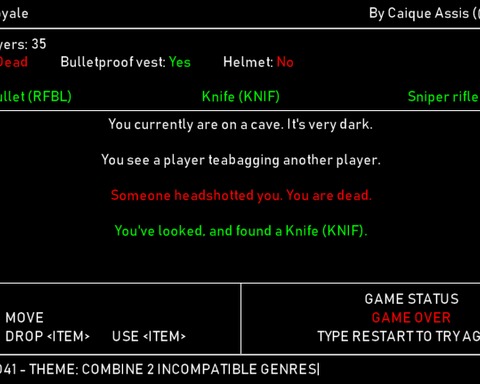 oyale By Caique Assis (
yers: 35
Dead Bulletproof vest: Yes Helmet: No
ullet (RFBL) Knife (KNIF) Sniper rifle
You currently are on a cave. It's very dark.
You see a player teabagging another player.
Someone headshotted you. You are dead.
You've looked, and found a Knife (KNIF).
GAME STATUS
MOVE GAME OVER
DROP <ITEM> USE <ITEM> TYPE RESTART TO TRY AG
041 - THEME: COMBINE 2 INCOMPATIBLE GENRES|